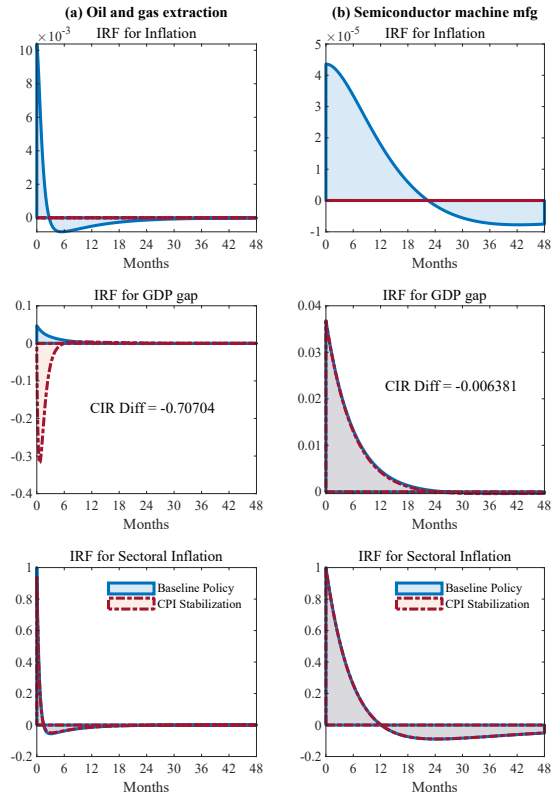 (a) Oil and gas extraction
×10^-3
IRF for Inflation
10
8
6
4
2
0
0 6 12 18 24 30 36 42 48
Months
(b) Semiconductor machine mfg
×10^-5
IRF for Inflation
5
4
3
2
1
0
-1
0 6 12 18 24 30 36 42 48
Months
IRF for GDP gap
0.1
0
-0.1
-0.2
-0.3
-0.4
CIR Diff = -0.70704
0 6 12 18 24 30 36 42 48
Months
IRF for GDP gap
0.04
0.03
0.02
0.01
0
CIR Diff = -0.006381
0 6 12 18 24 30 36 42 48
Months
IRF for Sectoral Inflation
1
0.8
0.6
0.4
0.2
0
-0.2
Baseline Policy
CPI Stabilization
0 6 12 18 24 30 36 42 48
Months
IRF for Sectoral Inflation
1
0.8
0.6
0.4
0.2
0
-0.2
Baseline Policy
CPI Stabilization
0 6 12 18 24 30 36 42 48
Months